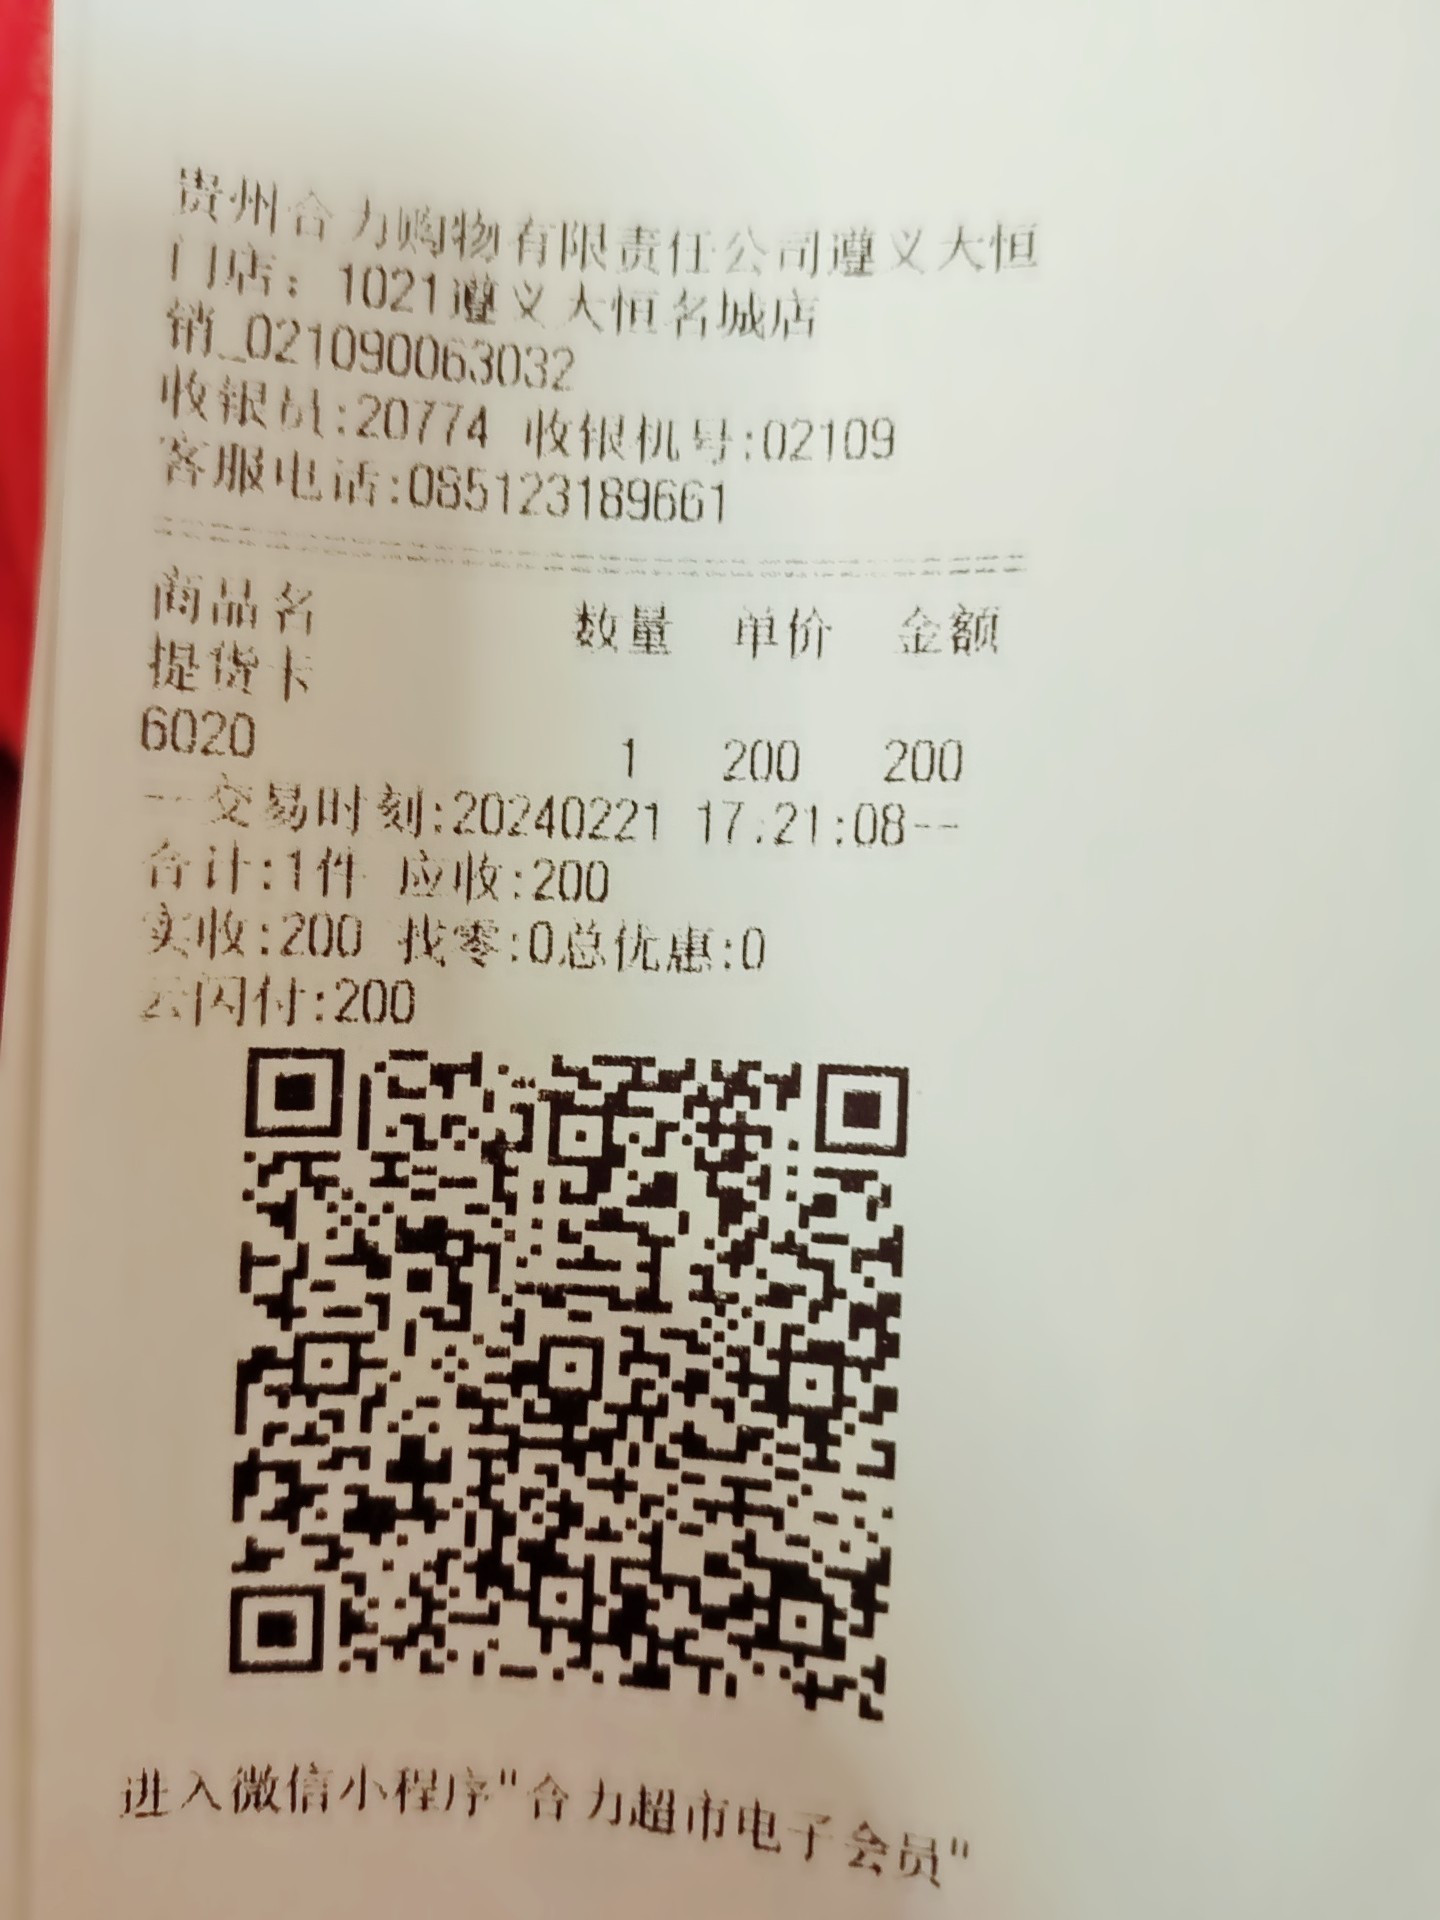 贵州合力购物有限责任公司遵义大恒
门店：1021遵义大恒名城店
销_021090063032
收银员:20774 收银机号:02109
客服电话:085123189661
商品名 数量 单价 金额
提货卡
6020 1 200 200
--交易时刻:20240221 17:21:08--
合计:1件 应收:200
实收:200 找零:0总优惠:0
云闪付:200
进入微信小程序"合力超市电子会员"